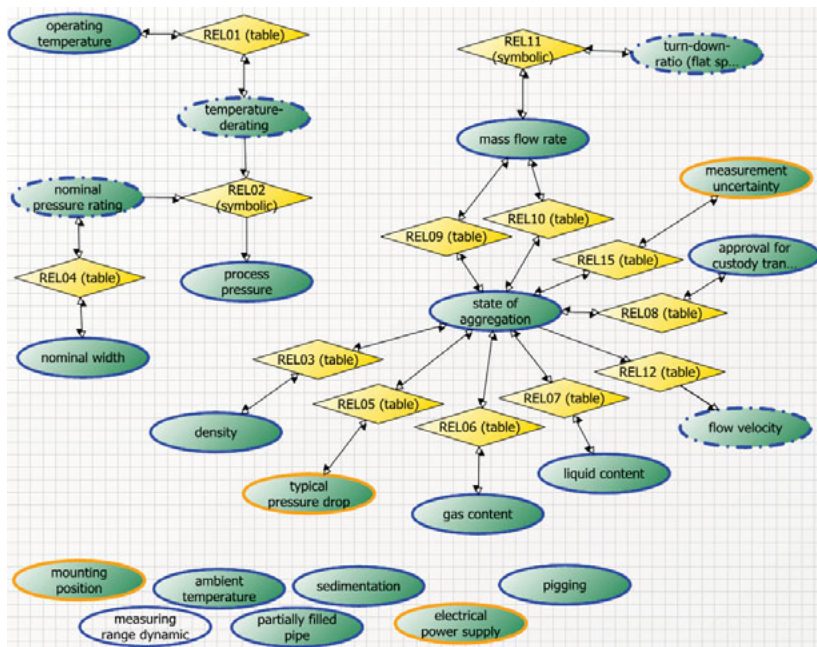 operating
temperature
REL01 (table)
REL11
(symbolic)
turn-down-
ratio (flat sp...
temperature-
derating
mass flow rate
nominal
pressure rating
REL02
(symbolic)
measurement
uncertainty
REL09 (table)
REL10
(table)
REL15 (table)
approval for
custody tran...
REL04 (table)
process
pressure
state of
aggregation
REL08 (table)
nominal width
REL03 (table)
REL12 (table)
REL05 (table)
REL07 (table)
REL06 (table)
density
flow velocity
typical
pressure drop
liquid content
gas content
mounting
position
ambient
temperature
sedimentation
pigging
measuring
range dynamic
partially filled
pipe
electrical
power supply